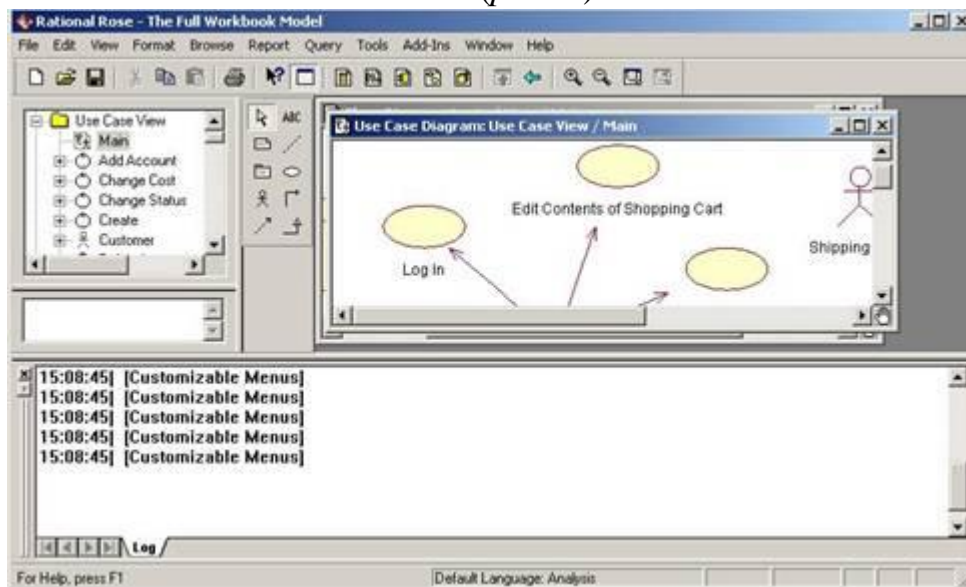 Rational Rose - The Full Workbook Model
File Edit View Format Browse Report Query Tools Add-Ins Window Help
Use Case View
Main
Add Account
Change Cost
Change Status
Create
Customer
ABC
Use Case Diagram: Use Case View / Main
Edit Contents of Shopping Cart
Log In
Shipping
15:08:45| [Customizable Menus]
15:08:45| [Customizable Menus]
15:08:45| [Customizable Menus]
15:08:45| [Customizable Menus]
15:08:45| [Customizable Menus]
Log
For Help, press F1
Default Language: Analysis